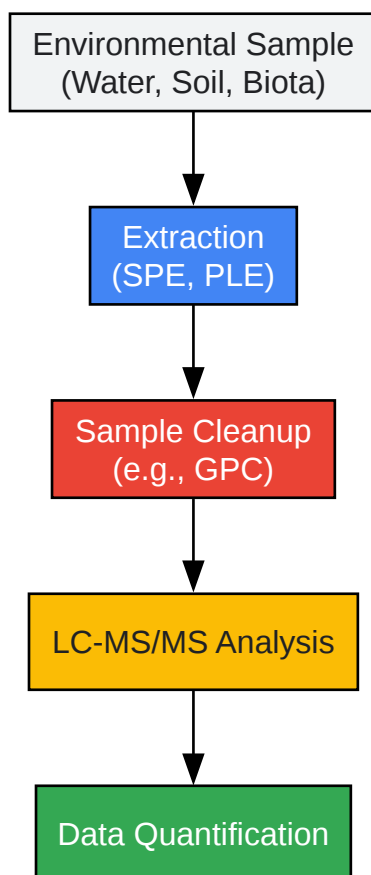 Environmental Sample
(Water, Soil, Biota)
Extraction
(SPE, PLE)
Sample Cleanup
(e.g., GPC)
LC-MS/MS Analysis
Data Quantification